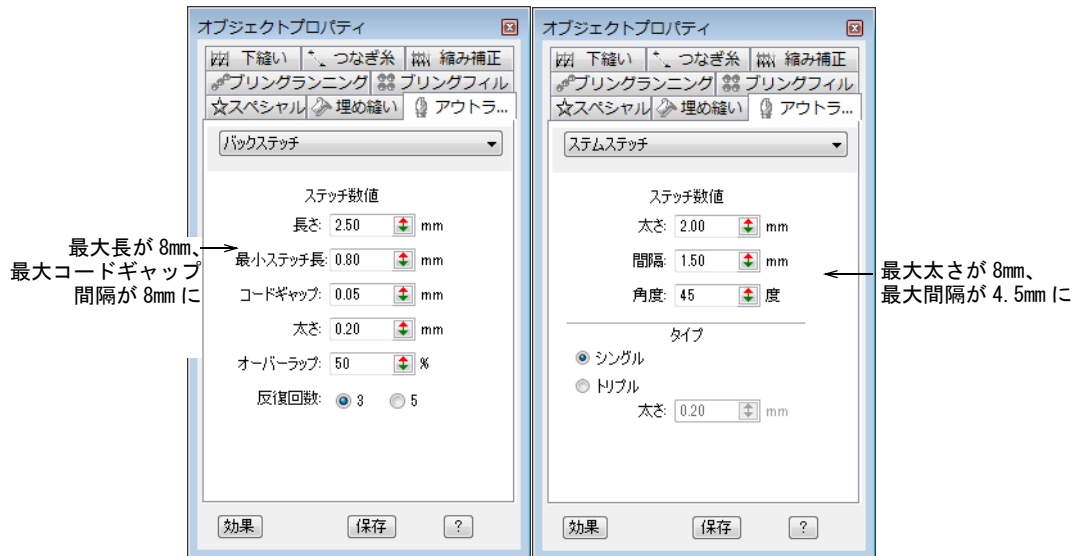 オブジェクトプロパティ
下縫い つなぎ糸 縮み補正
ブリングランニング ブリングフィル
スペシャル 埋め縫い アウトラ...
バックステッチ
ステッチ数値
長さ: 2.50 mm
最小ステッチ長: 0.80 mm
コードギャップ: 0.05 mm
太さ: 0.20 mm
オーバーラップ: 50 %
反復回数: 3 5
効果 保存 ?
最大長が 8mm、
最大コードギャップ
間隔が 8mm に
オブジェクトプロパティ
下縫い つなぎ糸 縮み補正
ブリングランニング ブリングフィル
スペシャル 埋め縫い アウトラ...
ステムステッチ
ステッチ数値
太さ: 2.00 mm
間隔: 1.50 mm
角度: 45 度
タイプ
シングル
トリプル
太さ: 0.20 mm
効果 保存 ?
最大太さが 8mm、
最大間隔が 4.5mm に